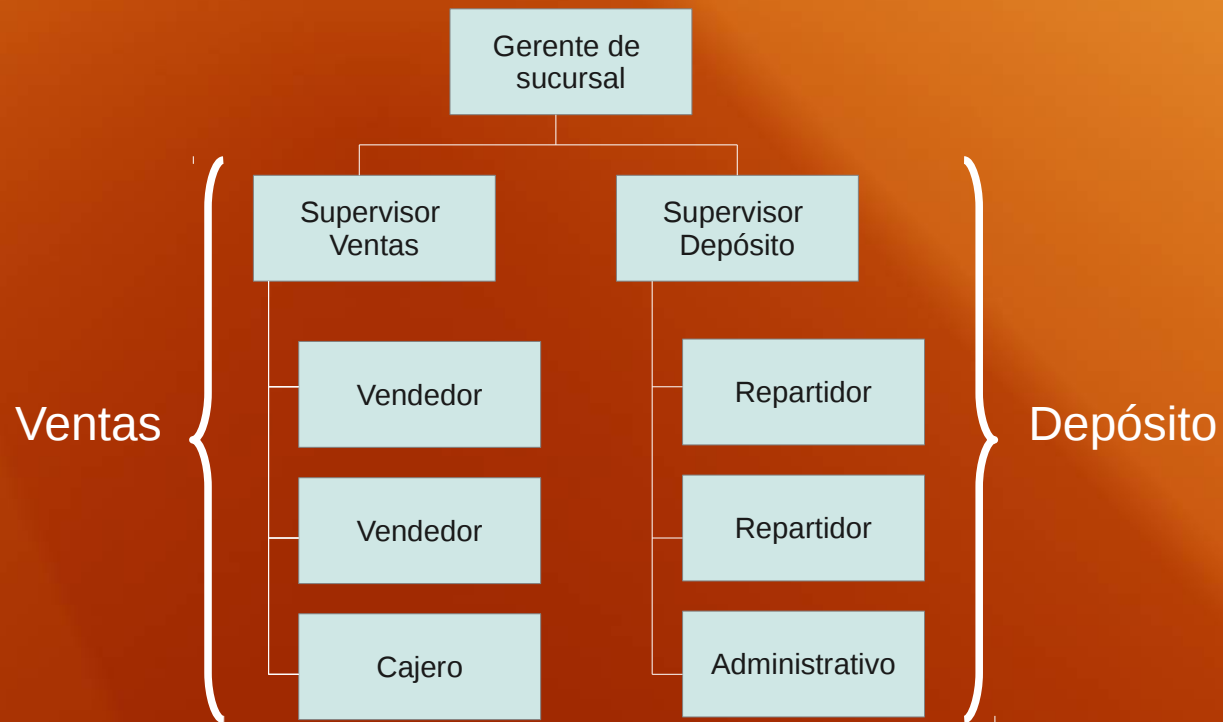 Gerente de
sucursal
Supervisor
Ventas
Supervisor
Depósito
Vendedor
Repartidor
Ventas
Depósito
Vendedor
Repartidor
Cajero
Administrativo